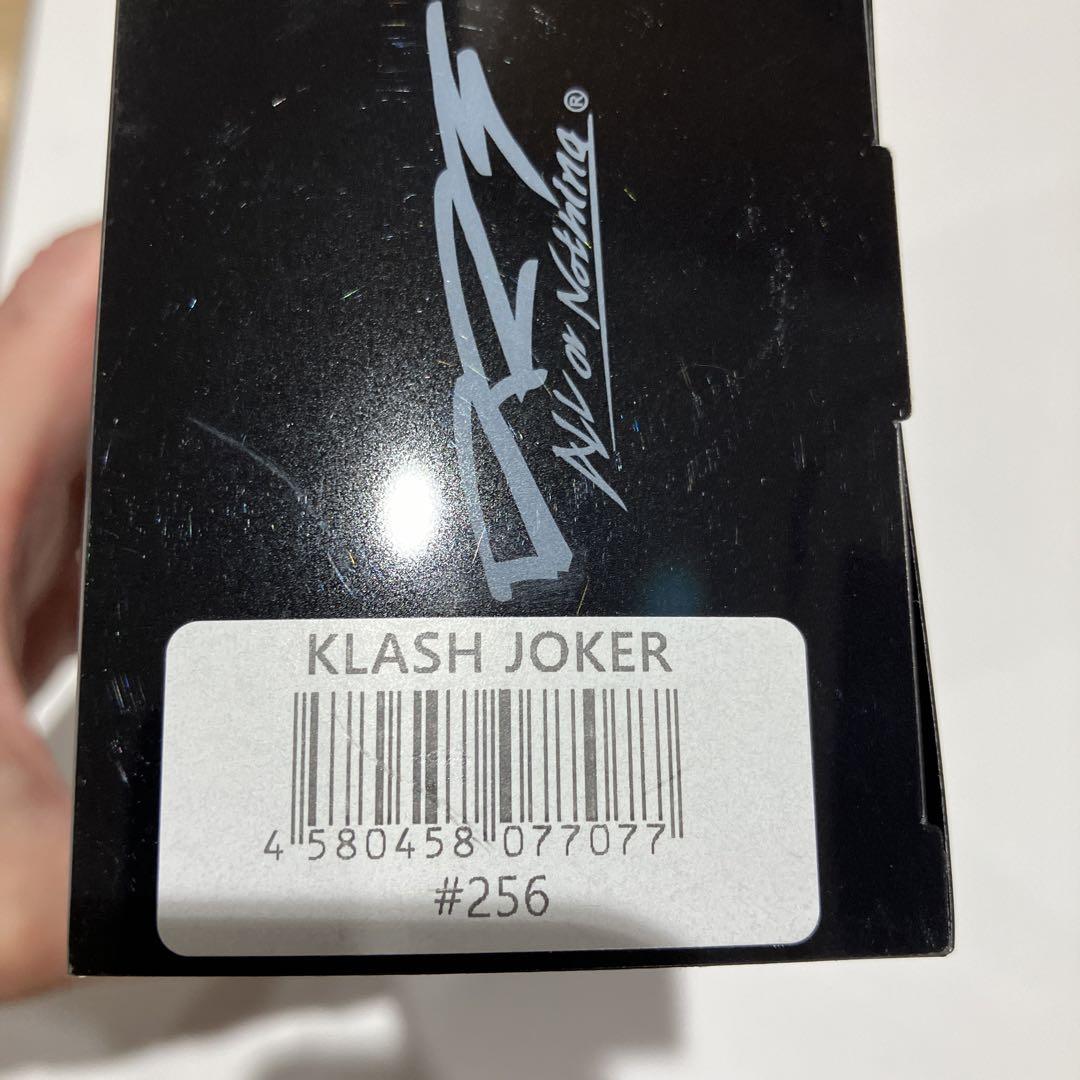 All or Nothing ®
KLASH JOKER
4 580458 077077
#256